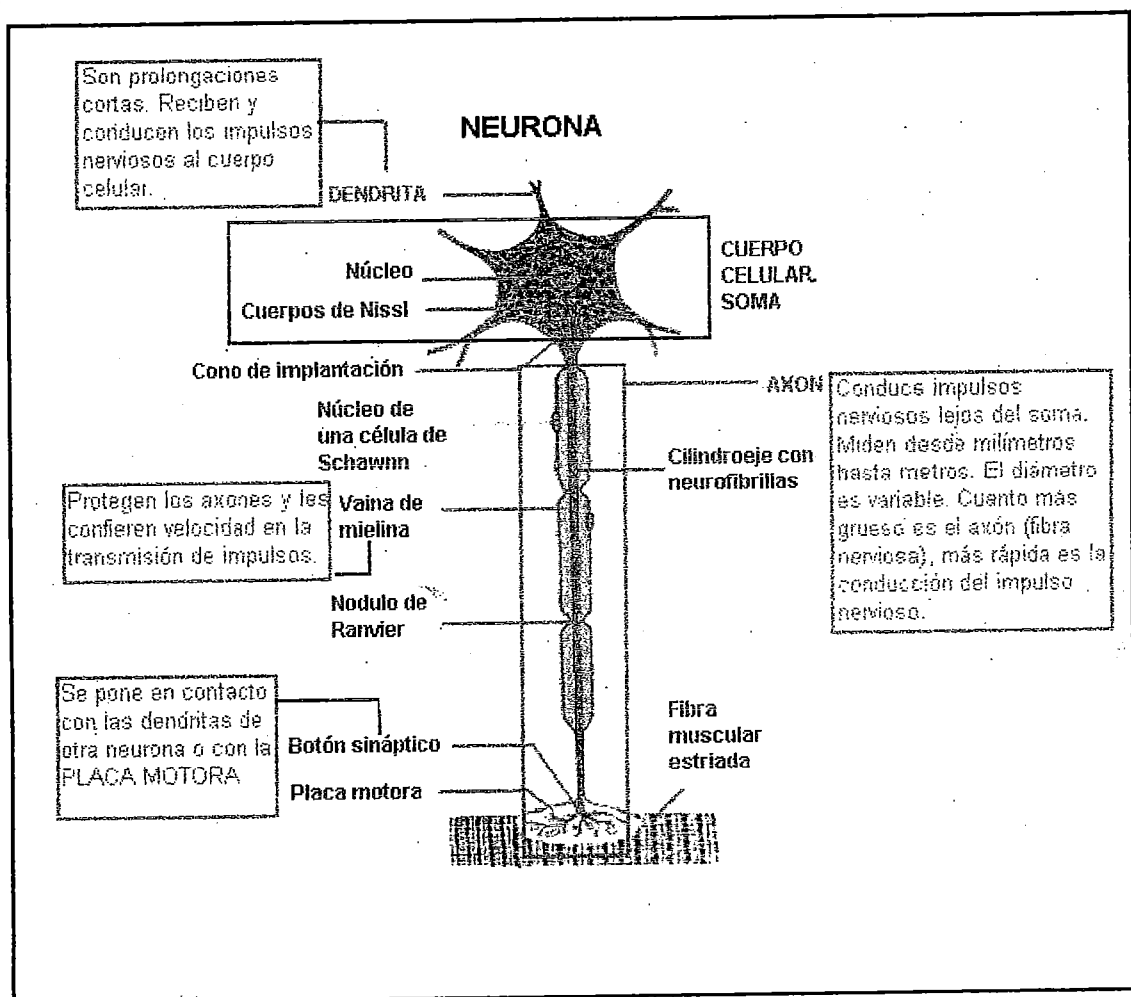 Son prolongaciones
cortas. Reciben y
conducen los impulsos
nerviosos al cuerpo
celular.
NEURONA
DENDRITA
Núcleo
Cuerpos de Nissl
CUERPO
CELULAR.
SOMA
Cono de implantación
AXON
Conduce impulsos
nerviosos lejos del soma.
Miden desde milímetros
hasta metros. El diámetro
es variable. Cuanto más
grueso es el axón (fibra
nerviosa), más rápida es la
conducción del impulso
nervioso.
Núcleo de
una célula de
Schawnn
Cilindroeje con
neurofibrillas
Protegen los axones y les
confieren velocidad en la
transmisión de impulsos.
Vaina de
mielina
Nodulo de
Ranvier
Se pone en contacto
con las dendritas de
otra neurona o con la
PLACA MOTORA
Botón sináptico
Placa motora
Fibra
muscular
estriada